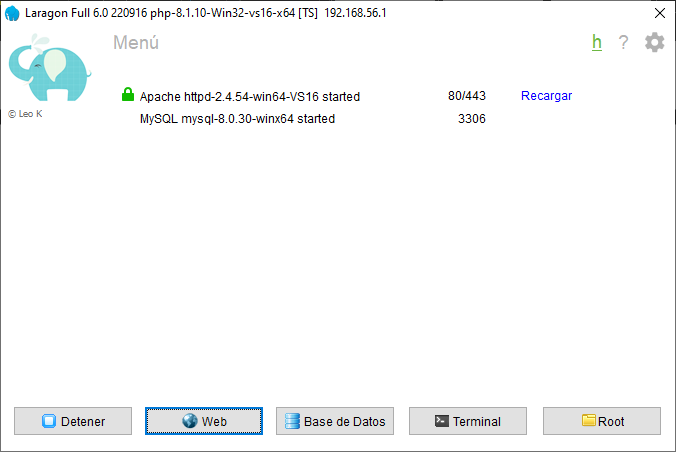 Laragon Full 6.0 220916 php-8.1.10-Win32-vs16-x64 [TS] 192.168.56.1
Menú
h ?
© Leo K
Apache httpd-2.4.54-win64-VS16 started 80/443 Recargar
MySQL mysql-8.0.30-winx64 started 3306
Detener Web Base de Datos Terminal Root